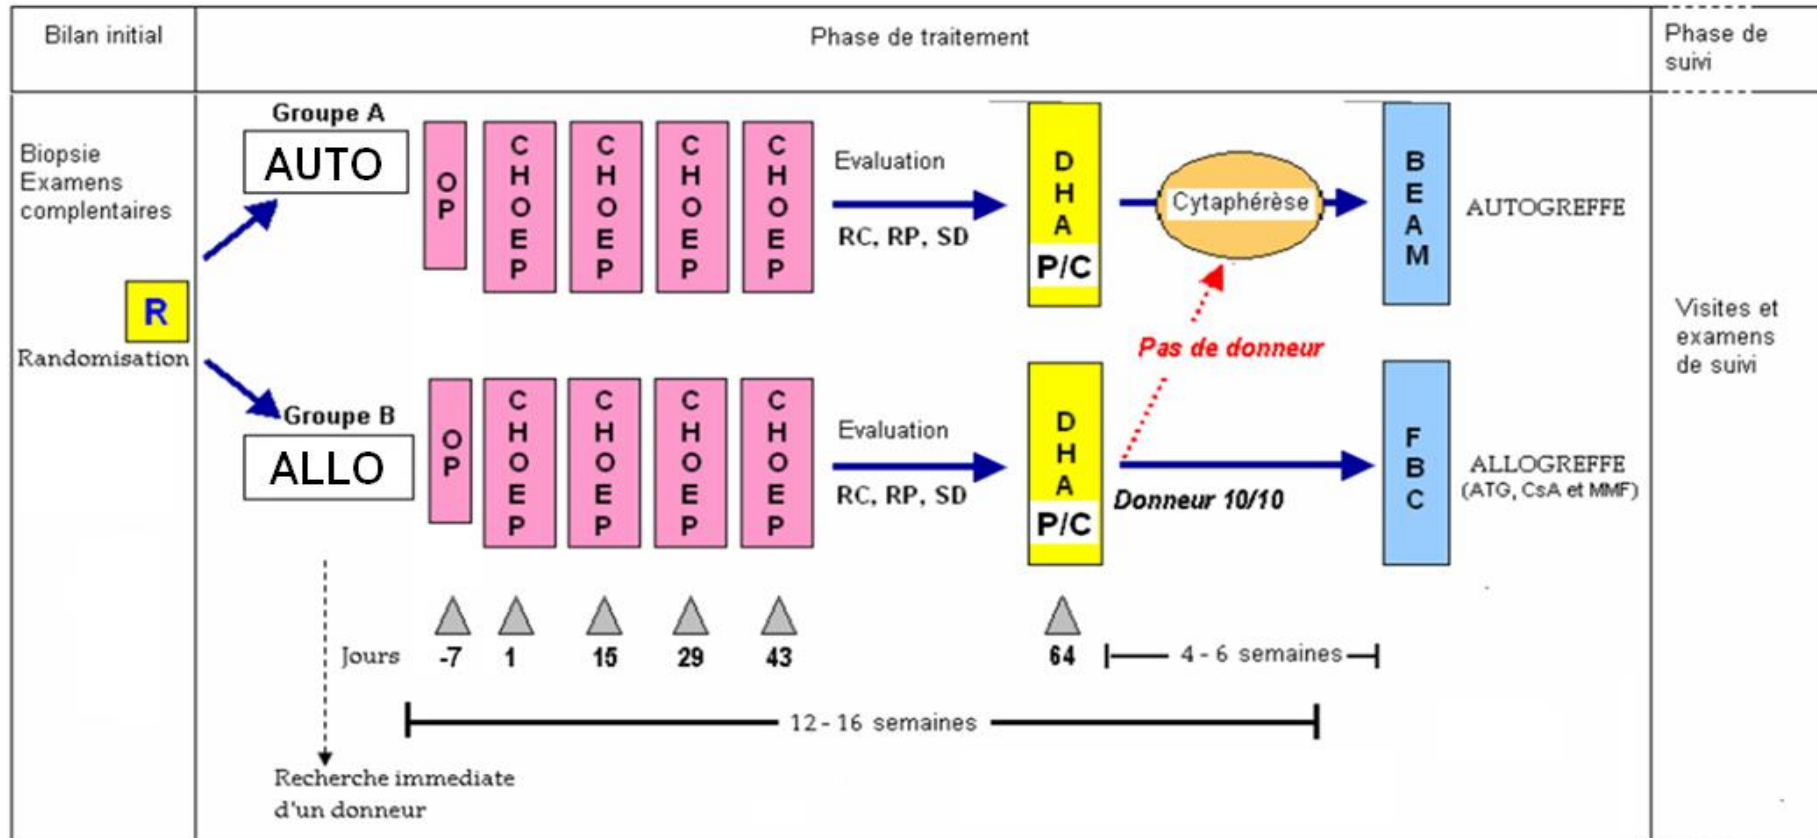 Bilan initial
Phase de traitement
Phase de
suivi
Biopsie
Examens
complentaires
R
Randomisation
Groupe A
AUTO
OP
CHOEP
CHOEP
CHOEP
CHOEP
Evaluation
RC, RP, SD
DHA
P/C
Cytaphérèse
BEAM
AUTOGREFFE
Pas de donneur
Groupe B
ALLO
OP
CHOEP
CHOEP
CHOEP
CHOEP
Evaluation
RC, RP, SD
DHA
P/C
Donneur 10/10
FBC
ALLOGREFFE
(ATG, CsA et MMF)
Visites et
examens
de suivi
Jours -7 1 15 29 43 64 4 - 6 semaines
12 - 16 semaines
Recherche immediate
d'un donneur